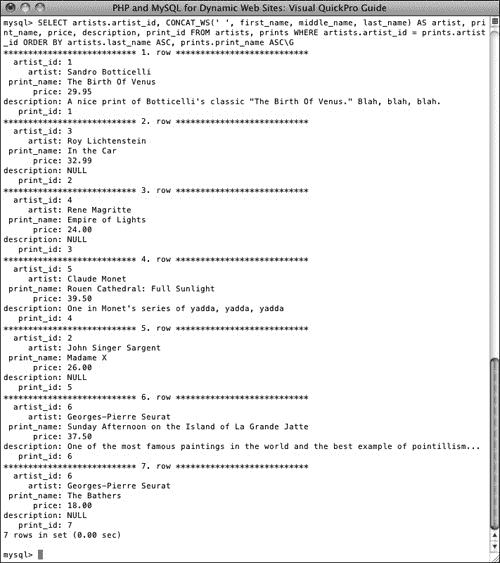 PHP and MySQL for Dynamic Web Sites: Visual QuickPro Guide
mysql> SELECT artists.artist_id, CONCAT_WS(' ', first_name, middle_name, last_name) AS artist, pri
nt_name, price, description, print_id FROM artists, prints WHERE artists.artist_id = prints.artist
_id ORDER BY artists.last_name ASC, prints.print_name ASC\G
*************************** 1. row ***************************
artist_id: 1
artist: Sandro Botticelli
print_name: The Birth Of Venus
price: 29.95
description: A nice print of Botticelli's classic "The Birth Of Venus." Blah, blah, blah.
print_id: 1
*************************** 2. row ***************************
artist_id: 3
artist: Roy Lichtenstein
print_name: In the Car
price: 32.99
description: NULL
print_id: 2
*************************** 3. row ***************************
artist_id: 4
artist: Rene Magritte
print_name: Empire of Lights
price: 24.00
description: NULL
print_id: 3
*************************** 4. row ***************************
artist_id: 5
artist: Claude Monet
print_name: Rouen Cathedral: Full Sunlight
price: 39.50
description: One in Monet's series of yadda, yadda, yadda
print_id: 4
*************************** 5. row ***************************
artist_id: 2
artist: John Singer Sargent
print_name: Madame X
price: 26.00
description: NULL
print_id: 5
*************************** 6. row ***************************
artist_id: 6
artist: Georges-Pierre Seurat
print_name: Sunday Afternoon on the Island of La Grande Jatte
price: 37.50
description: One of the most famous paintings in the world and the best example of pointillism...
print_id: 6
*************************** 7. row ***************************
artist_id: 6
artist: Georges-Pierre Seurat
print_name: The Bathers
price: 18.00
description: NULL
print_id: 7
7 rows in set (0.00 sec)
mysql>